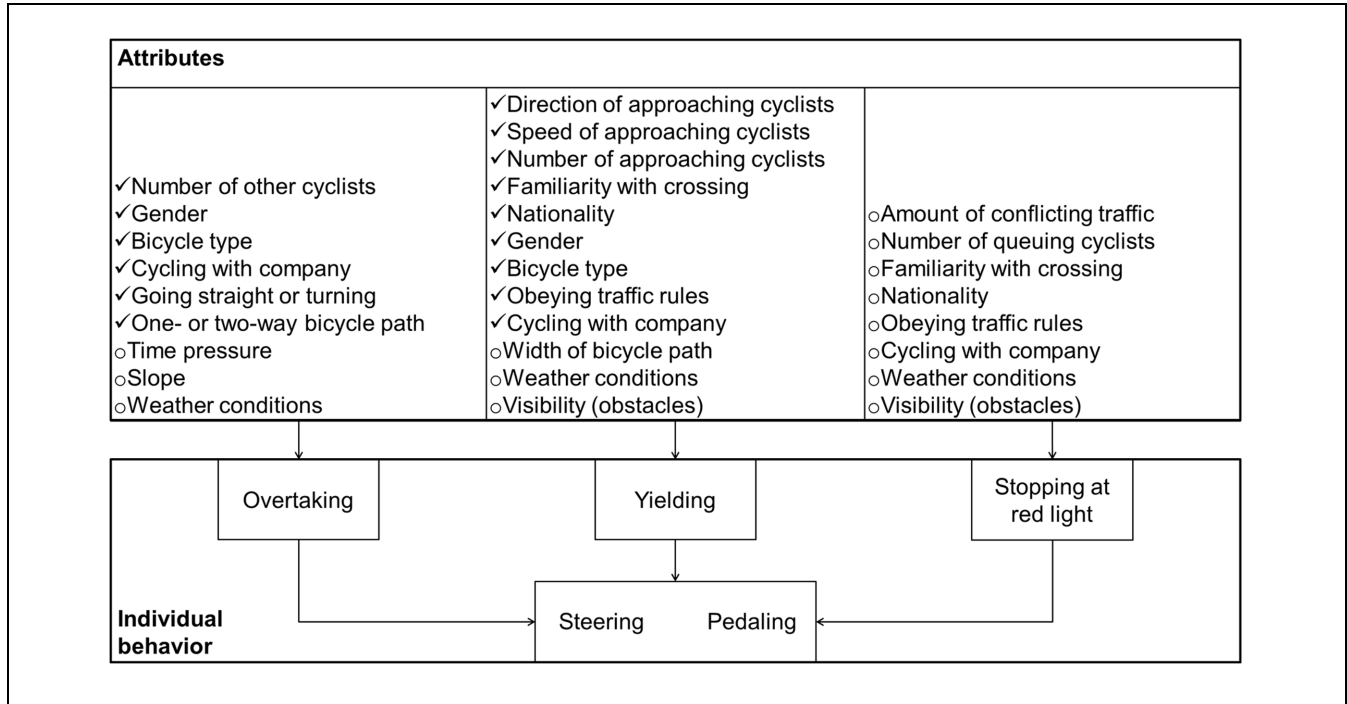 Attributes
✓Number of other cyclists
✓Gender
✓Bicycle type
✓Cycling with company
✓Going straight or turning
✓One- or two-way bicycle path
○Time pressure
○Slope
○Weather conditions
✓Direction of approaching cyclists
✓Speed of approaching cyclists
✓Number of approaching cyclists
✓Familiarity with crossing
✓Nationality
✓Gender
✓Bicycle type
✓Obeying traffic rules
✓Cycling with company
○Width of bicycle path
○Weather conditions
○Visibility (obstacles)
○Amount of conflicting traffic
○Number of queuing cyclists
○Familiarity with crossing
○Nationality
○Obeying traffic rules
○Cycling with company
○Weather conditions
○Visibility (obstacles)
Overtaking
Yielding
Stopping at
red light
Individual
behavior
Steering
Pedaling